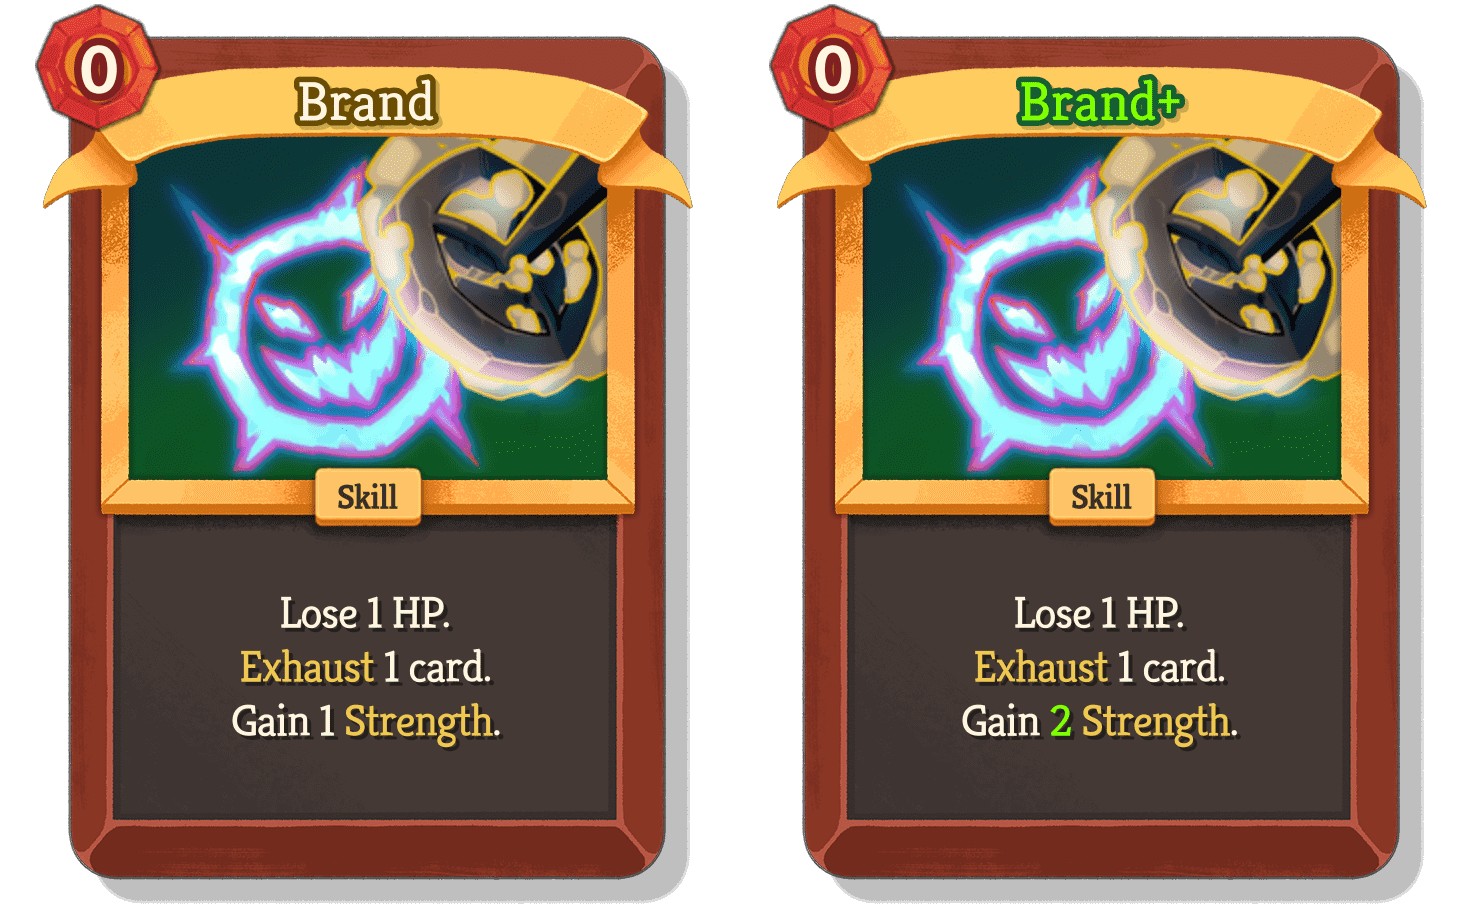 0
Brand
Skill
Lose 1 HP.
Exhaust 1 card.
Gain 1 Strength.
0
Brand+
Skill
Lose 1 HP.
Exhaust 1 card.
Gain 2 Strength.